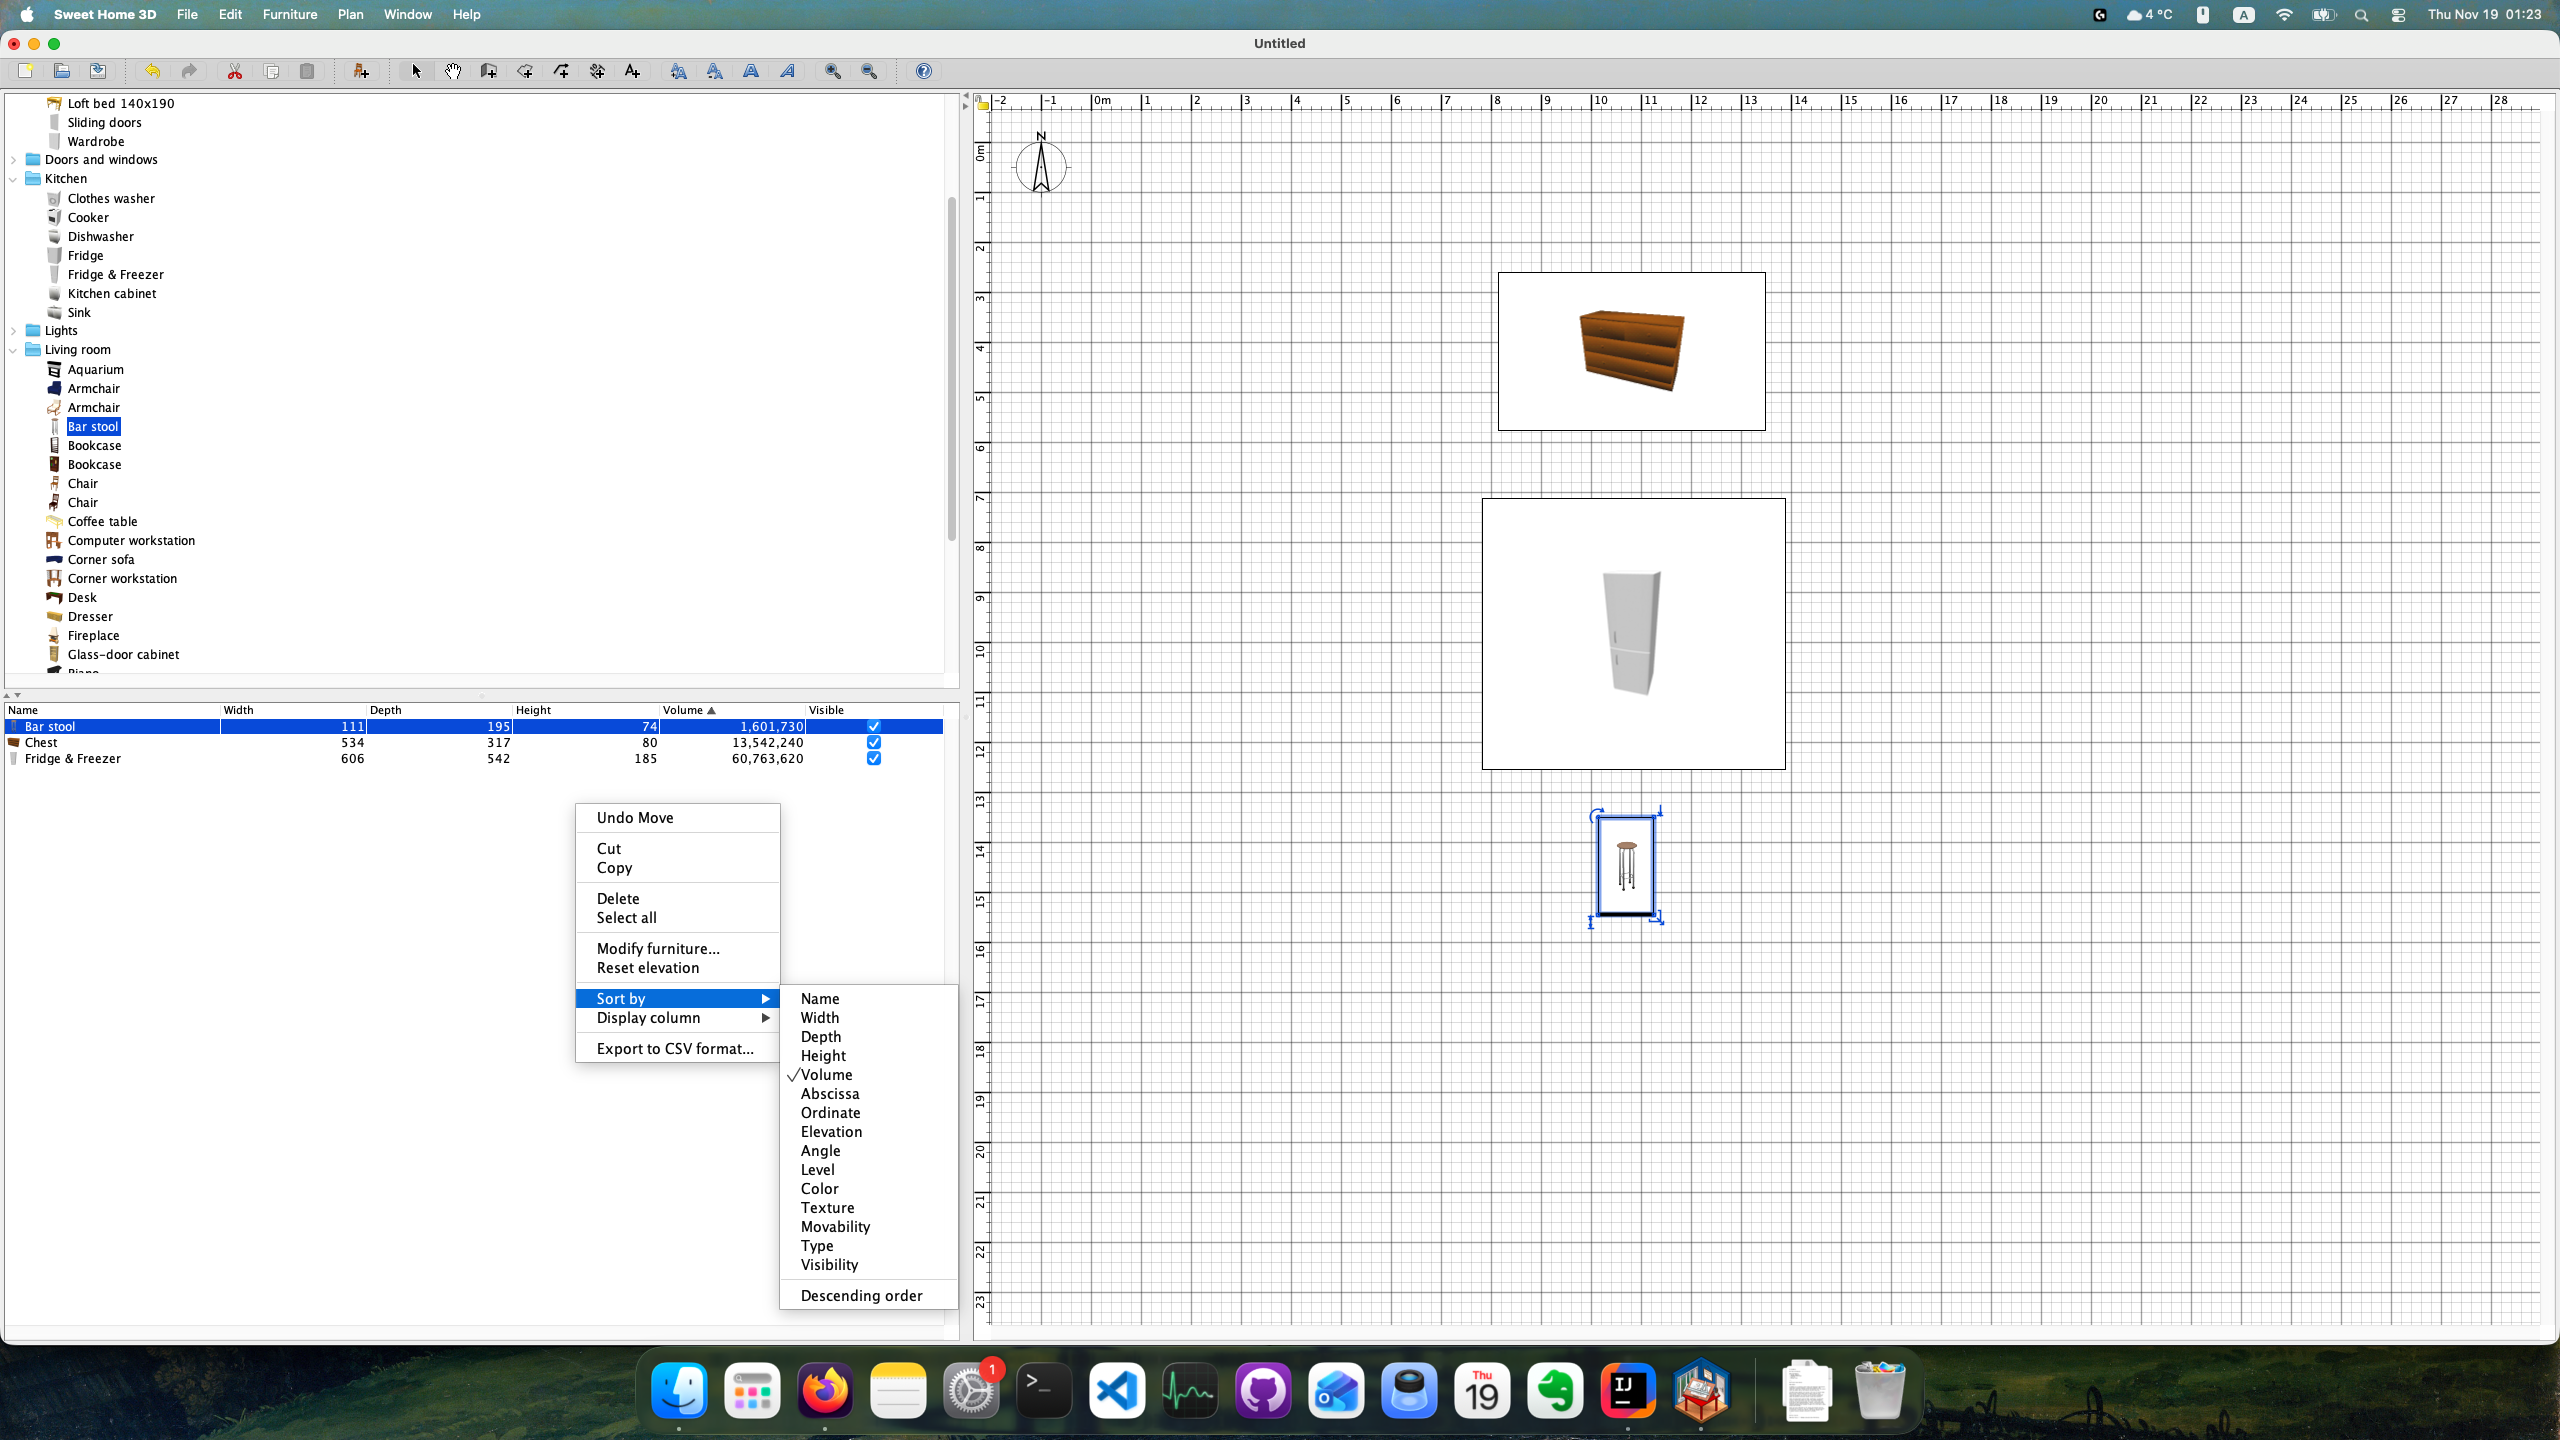 Sweet Home 3D File Edit Furniture Plan Window Help
4 °C A Thu Nov 19 01:23
Untitled
Loft bed 140x190
Sliding doors
Wardrobe
Doors and windows
Kitchen
Clothes washer
Cooker
Dishwasher
Fridge
Fridge & Freezer
Kitchen cabinet
Sink
Lights
Living room
Aquarium
Armchair
Armchair
Bar stool
Bookcase
Bookcase
Chair
Chair
Coffee table
Computer workstation
Corner sofa
Corner workstation
Desk
Dresser
Fireplace
Glass-door cabinet
Piano
Name Width Depth Height Volume Visible
Bar stool 111 195 74 1,601,730
Chest 534 317 80 13,542,240
Fridge & Freezer 606 542 185 60,763,620
Undo Move
Cut
Copy
Delete
Select all
Modify furniture...
Reset elevation
Sort by
Display column
Export to CSV format...
Name
Width
Depth
Height
Volume
Abscissa
Ordinate
Elevation
Angle
Level
Color
Texture
Movability
Type
Visibility
Descending order
-2 -1 0m 1 2 3 4 5 6 7 8 9 10 11 12 13 14 15 16 17 18 19 20 21 22 23 24 25 26 27 28
0m 1 2 3 4 5 6 7 8 9 10 11 12 13 14 15 16 17 18 19 20 21 22 23
N
1
Thu
19
IJ